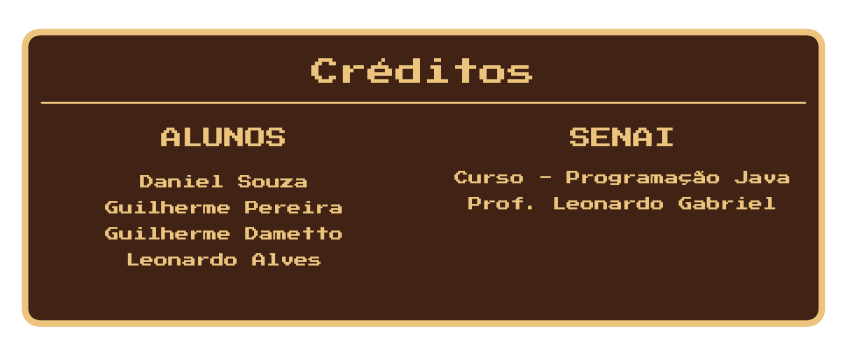 Créditos
ALUNOS
Daniel Souza
Guilherme Pereira
Guilherme Dametto
Leonardo Alves
SENAI
Curso - Programação Java
Prof. Leonardo Gabriel